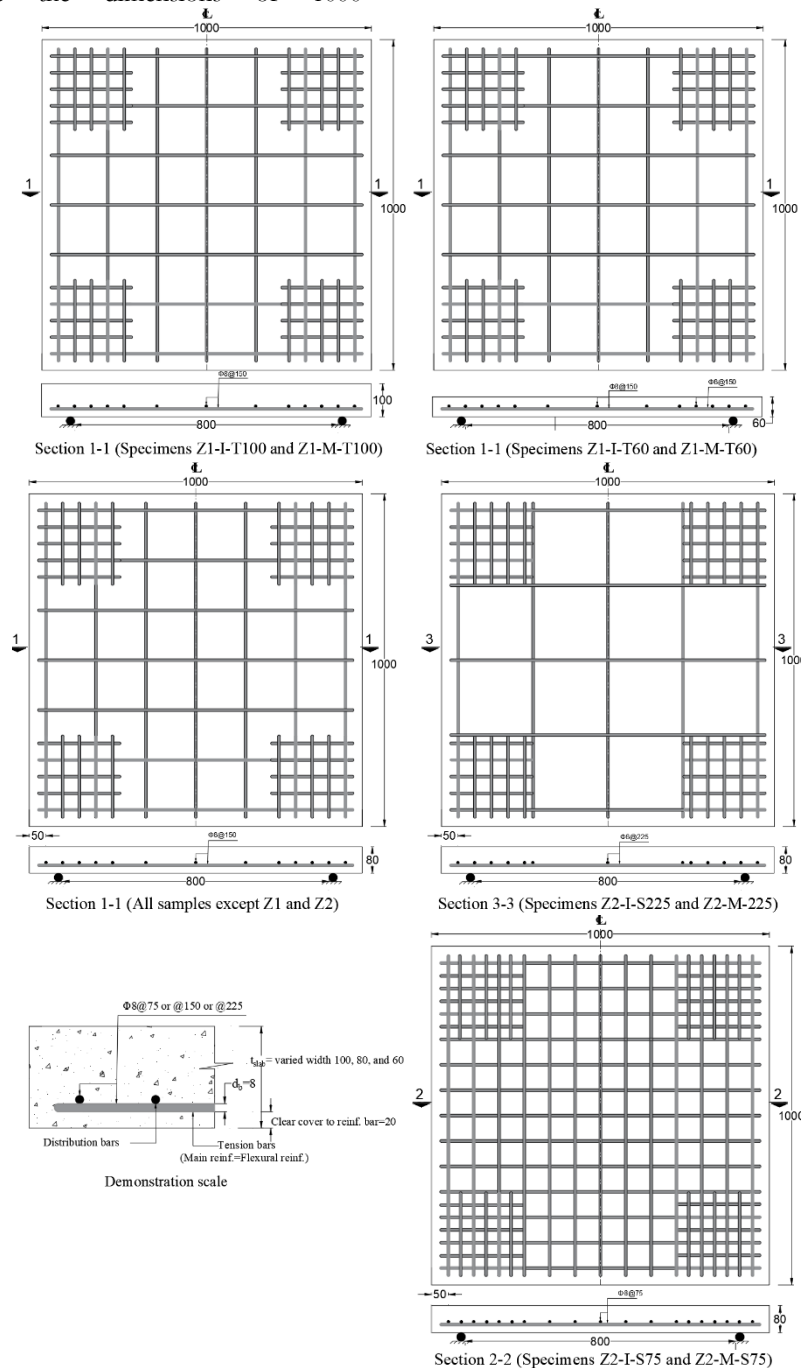 the dimensions of 1000
℄
1000
℄
1000
1
1
1000
1
1
1000
Φ8@150
100
800
Φ8@150
Φ8@150
800
60
Section 1-1 (Specimens Z1-I-T100 and Z1-M-T100)
Section 1-1 (Specimens Z1-I-T60 and Z1-M-T60)
℄
1000
℄
1000
1
1
1000
3
3
1000
50
Φ8@150
80
800
50
Φ8@225
80
800
Section 1-1 (All samples except Z1 and Z2)
Section 3-3 (Specimens Z2-I-S225 and Z2-M-225)
℄
1000
Φ8@75 or @150 or @225
t_slab= varied width 100, 80, and 60
d_b=8
Clear cover to reinf. bar=20
Distribution bars
Tension bars
(Main reinf.=Flexural reinf.)
Demonstration scale
2
2
1000
50
Φ8@75
80
800
Section 2-2 (Specimens Z2-I-S75 and Z2-M-S75)